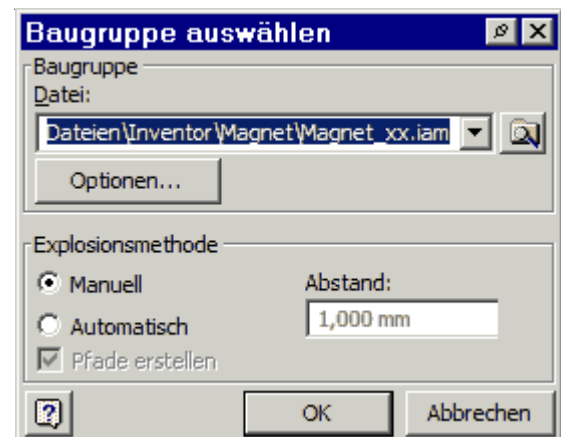 Baugruppe auswählen
Baugruppe
Datei:
Dateien\Inventor\Magnet\Magnet_xx.iam
Optionen...
Explosionsmethode
Manuell
Abstand:
Automatisch
1,000 mm
Pfade erstellen
OK
Abbrechen